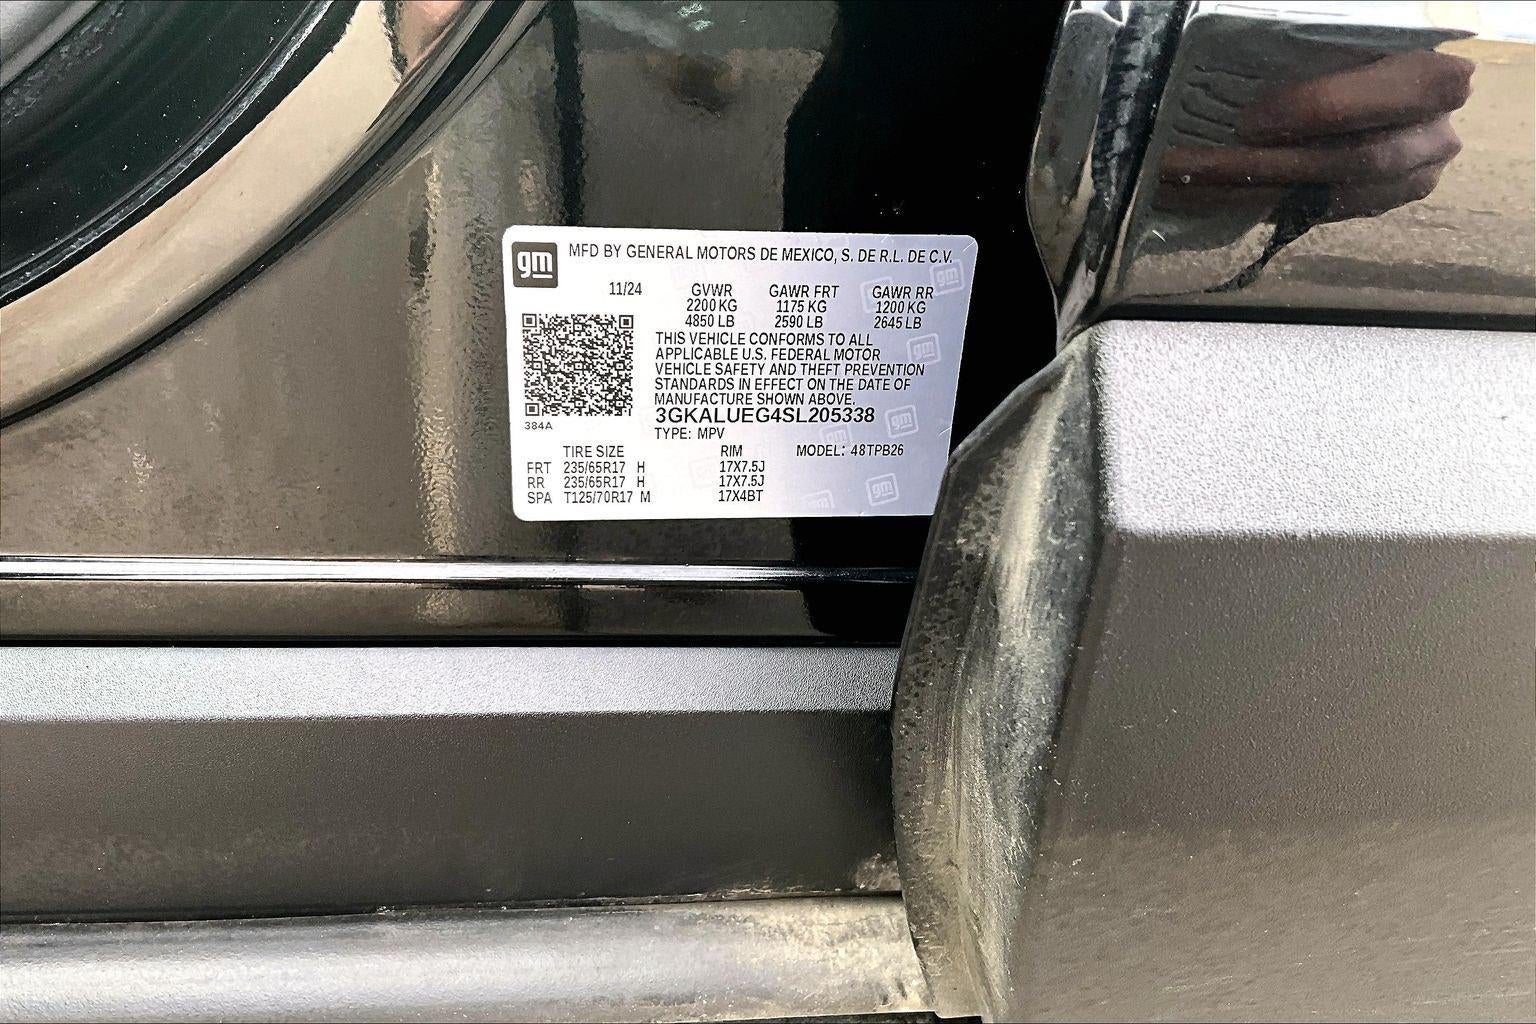 gm MFD BY GENERAL MOTORS DE MEXICO, S. DE R.L. DE C.V.
11/24 GVWR GAWR FRT GAWR RR
2200 KG 1175 KG 1200 KG
4850 LB 2590 LB 2645 LB
THIS VEHICLE CONFORMS TO ALL
APPLICABLE U.S. FEDERAL MOTOR
VEHICLE SAFETY AND THEFT PREVENTION
STANDARDS IN EFFECT ON THE DATE OF
MANUFACTURE SHOWN ABOVE.
3GKALUEG4SL205338
384A
TYPE: MPV
TIRE SIZE RIM MODEL: 48TPB26
FRT 235/65R17 H 17X7.5J
RR 235/65R17 H 17X7.5J
SPA T125/70R17 M 17X4BT